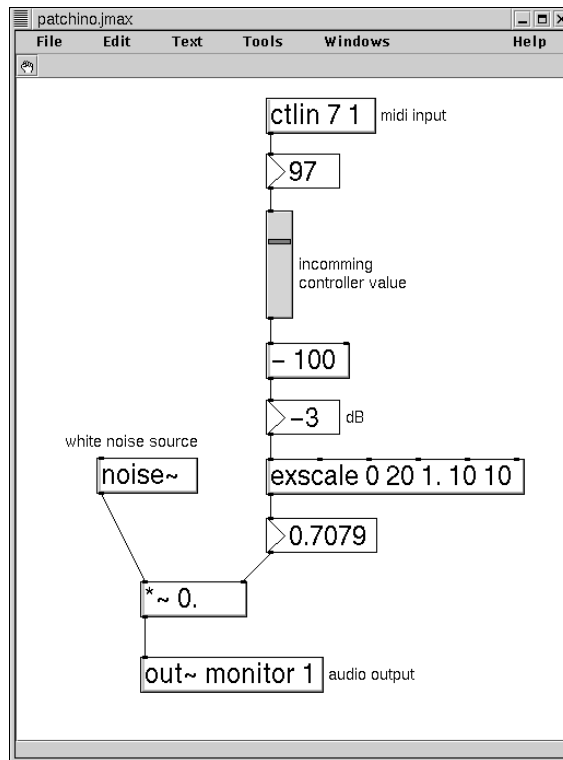 patchino.jmax
File Edit Text Tools Windows Help
ctlin 7 1 midi input
97
incomming
controller value
- 100
-3 dB
white noise source
noise~ exscale 0 20 1. 10 10
0.7079
*~ 0.
out~ monitor 1 audio output